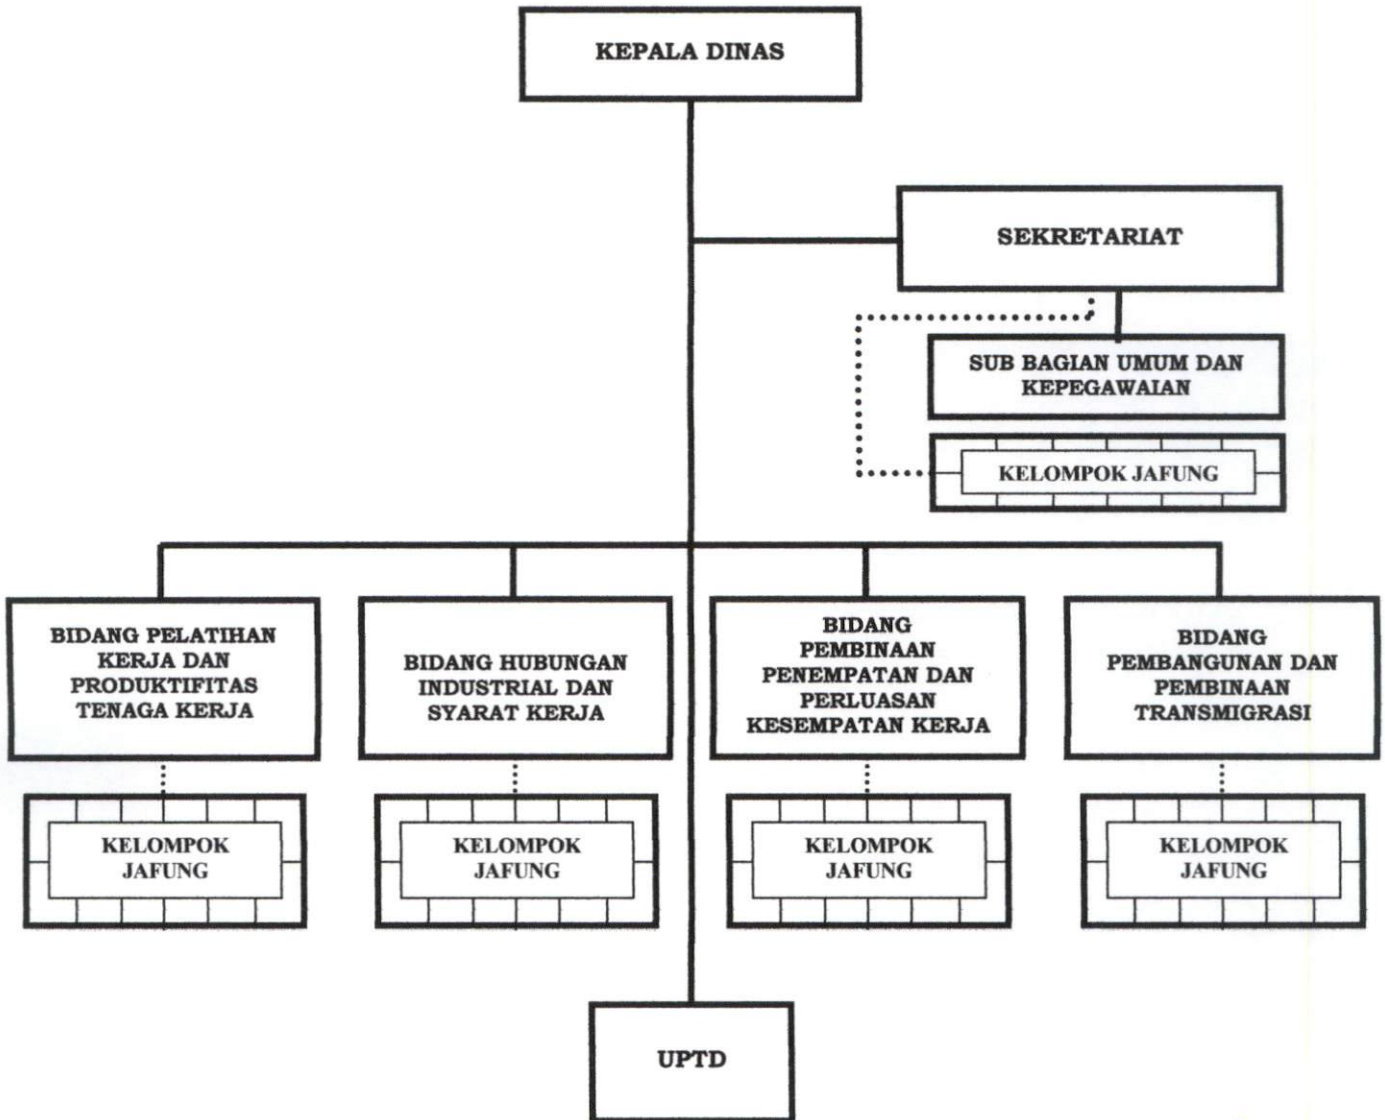 KEPALA DINAS
SEKRETARIAT
SUB BAGIAN UMUM DAN
KEPEGAWAIAN
KELOMPOK JAFUNG
BIDANG PELATIHAN
KERJA DAN
PRODUKTIFITAS
TENAGA KERJA
BIDANG HUBUNGAN
INDUSTRIAL DAN
SYARAT KERJA
BIDANG
PEMBINAAN
PENEMPATAN DAN
PERLUASAN
KESEMPATAN KERJA
BIDANG
PEMBANGUNAN DAN
PEMBINAAN
TRANSMIGRASI
KELOMPOK
JAFUNG
KELOMPOK
JAFUNG
KELOMPOK
JAFUNG
KELOMPOK
JAFUNG
UPTD